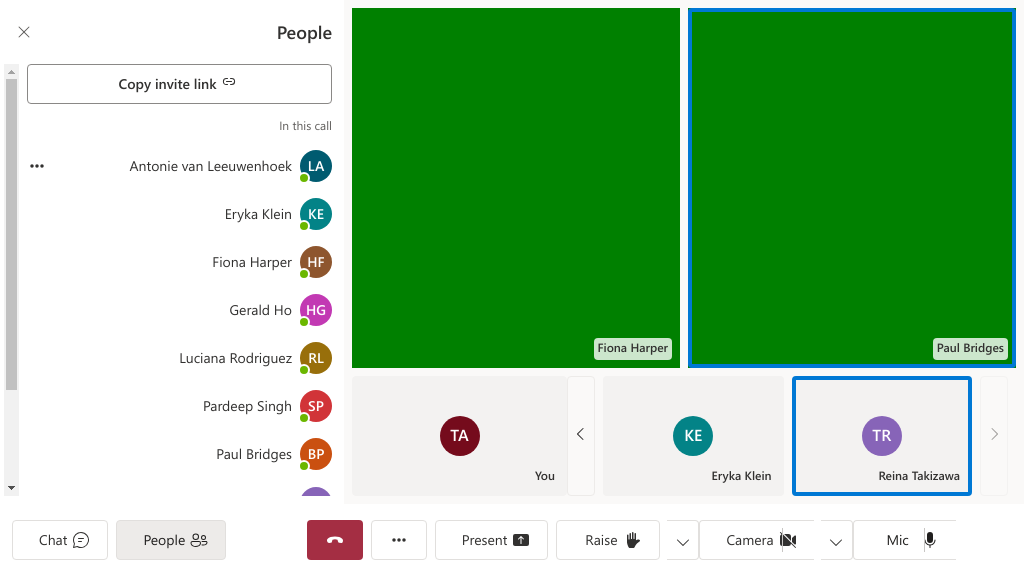 People
Copy invite link
In this call
Antonie van Leeuwenhoek LA
Eryka Klein KE
Fiona Harper HF
Gerald Ho HG
Luciana Rodriguez RL
Pardeep Singh SP
Paul Bridges BP
Fiona Harper
Paul Bridges
TA
You
KE
Eryka Klein
TR
Reina Takizawa
Chat
People
Present
Raise
Camera
Mic